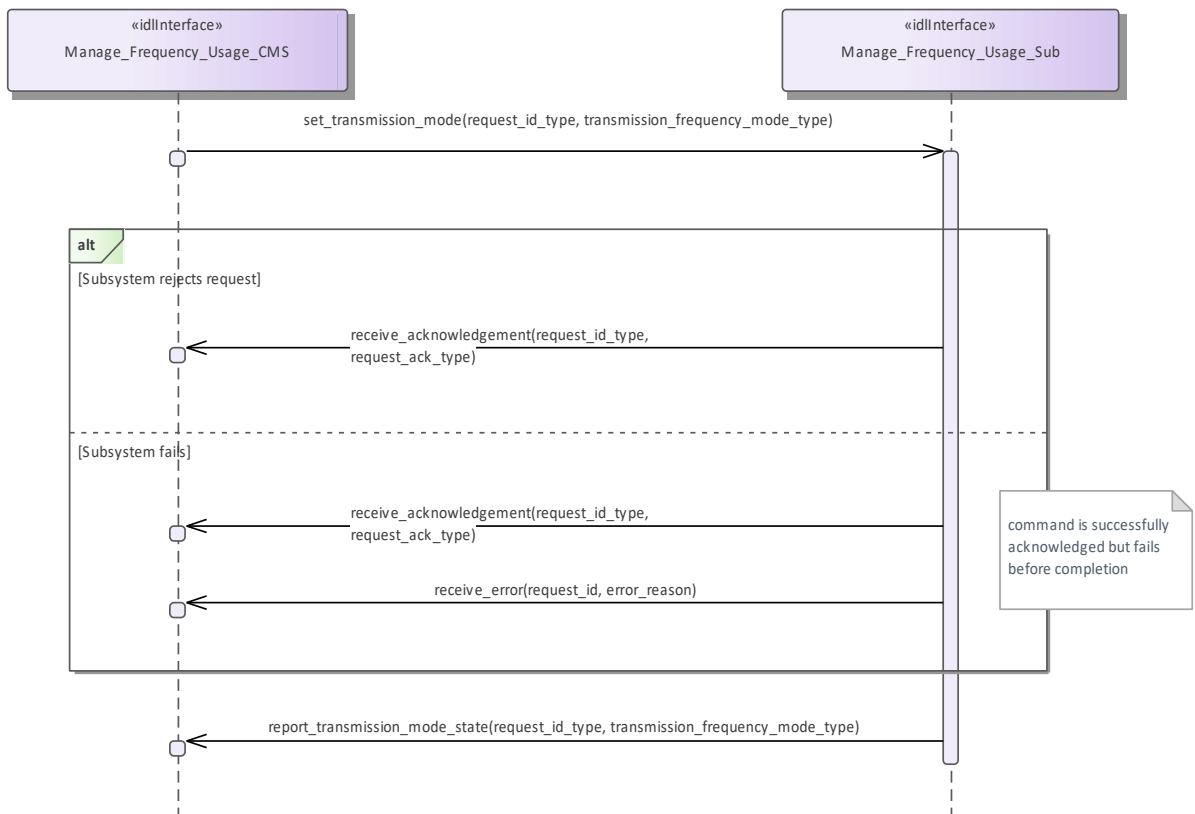 «idlInterface»
Manage_Frequency_Usage_CMS
«idlInterface»
Manage_Frequency_Usage_Sub
set_transmission_mode(request_id_type, transmission_frequency_mode_type)
alt
[Subsystem rejects request]
receive_acknowledgement(request_id_type,
request_ack_type)
[Subsystem fails]
receive_acknowledgement(request_id_type,
request_ack_type)
command is successfully
acknowledged but fails
before completion
receive_error(request_id, error_reason)
report_transmission_mode_state(request_id_type, transmission_frequency_mode_type)